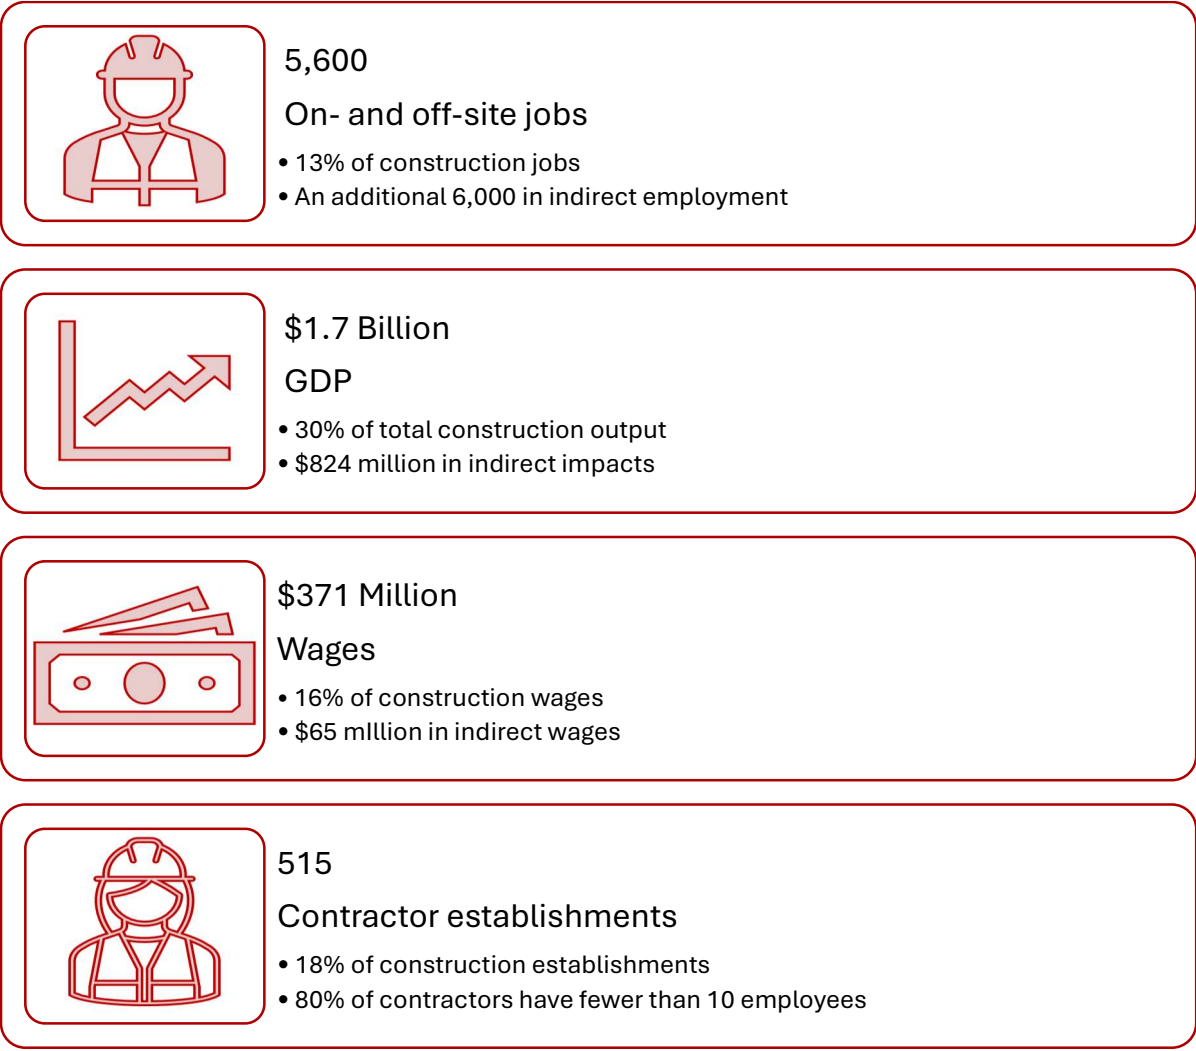 5,600
On- and off-site jobs
• 13% of construction jobs
• An additional 6,000 in indirect employment
$1.7 Billion
GDP
• 30% of total construction output
• $824 million in indirect impacts
$371 Million
Wages
• 16% of construction wages
• $65 mIllion in indirect wages
515
Contractor establishments
• 18% of construction establishments
• 80% of contractors have fewer than 10 employees